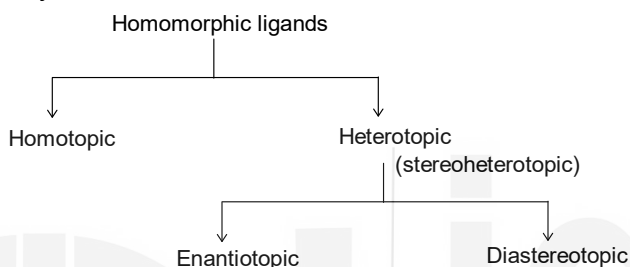 Homomorphic ligands
Homotopic
Heterotopic
(stereoheterotopic)
Enantiotopic
Diastereotopic